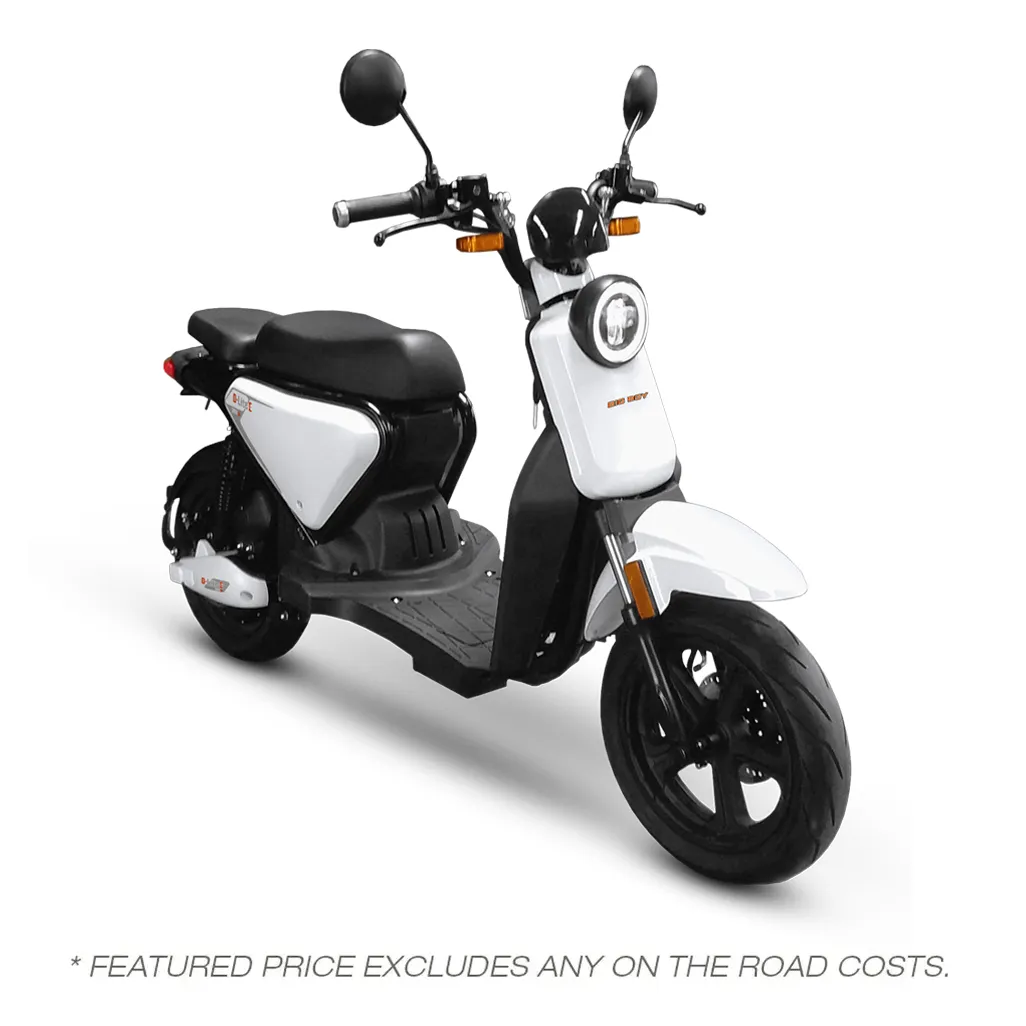 BIG BOY
* FEATURED PRICE EXCLUDES ANY ON THE ROAD COSTS.